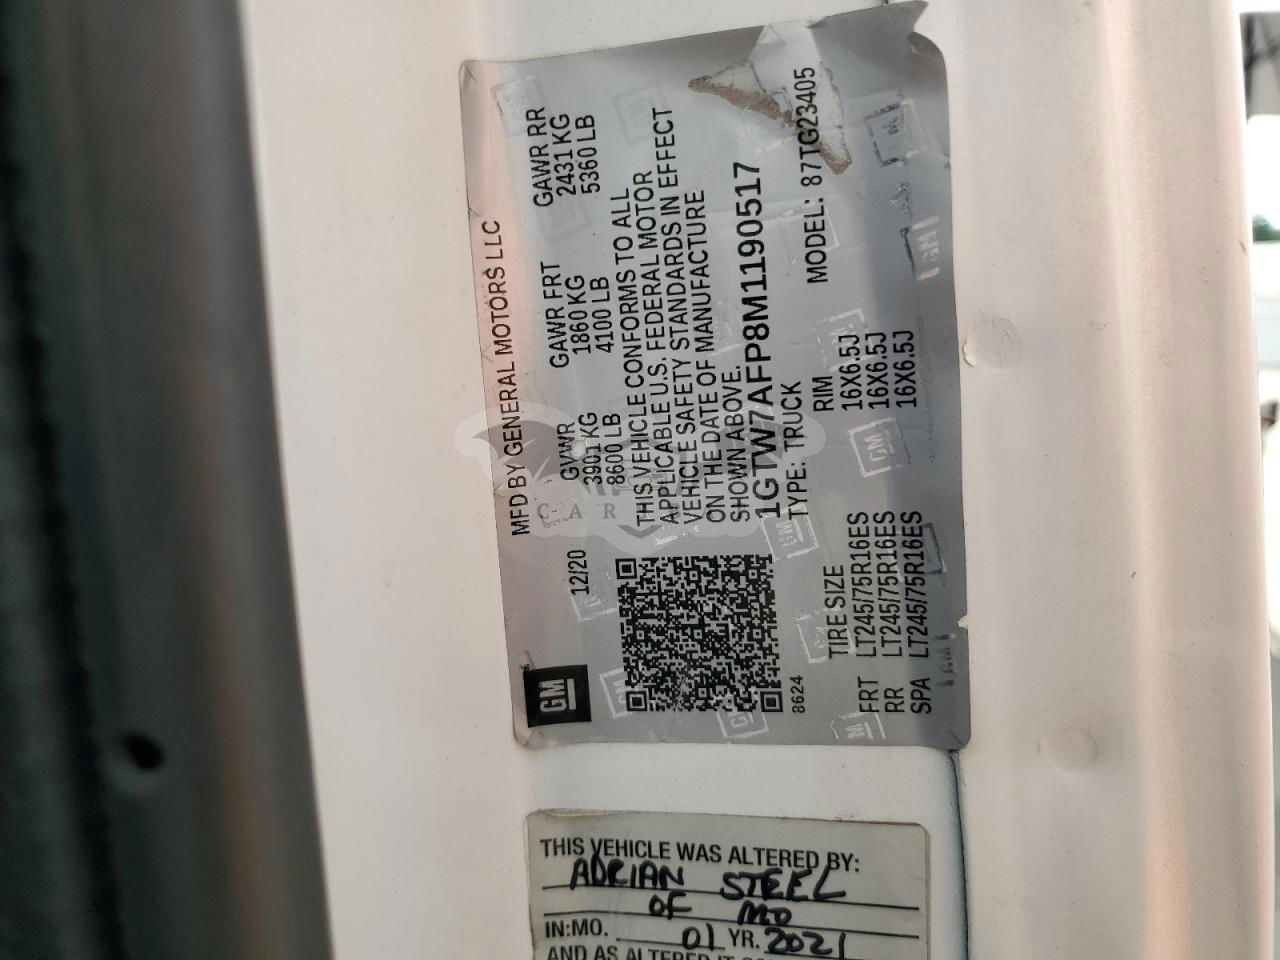 MFD BY GENERAL MOTORS LLC
GM
12/20
GVWR GAWR FRT GAWR RR
3901 KG 1860 KG 2431 KG
8600 LB 4100 LB 5360 LB
THIS VEHICLE CONFORMS TO ALL
APPLICABLE U.S. FEDERAL MOTOR
VEHICLE SAFETY STANDARDS IN EFFECT
ON THE DATE OF MANUFACTURE
SHOWN ABOVE.
1GTW7AFP8M1190517
8624 TYPE: TRUCK MODEL: 87TG23405
TIRE SIZE RIM
FRT LT245/75R16ES 16X6.5J
RR LT245/75R16ES 16X6.5J
SPA LT245/75R16ES 16X6.5J
THIS VEHICLE WAS ALTERED BY:
ADRIAN STEEL
OF MO
IN:MO. 01 YR. 2021
AND AS ALTERED IT